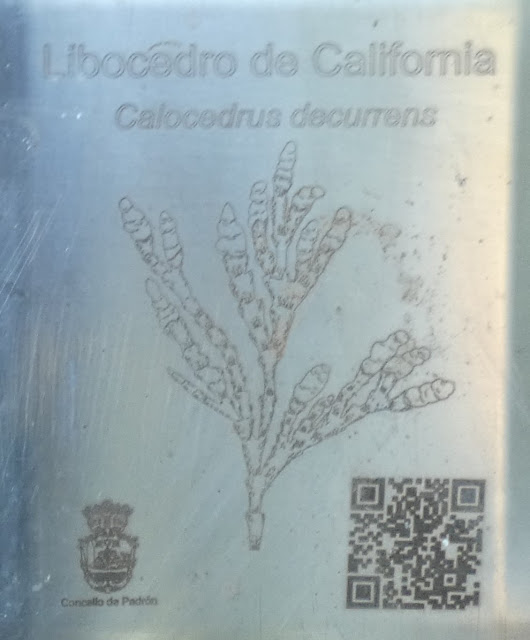 Libocedro de California
Calocedrus decurrens
Concello de Padrón